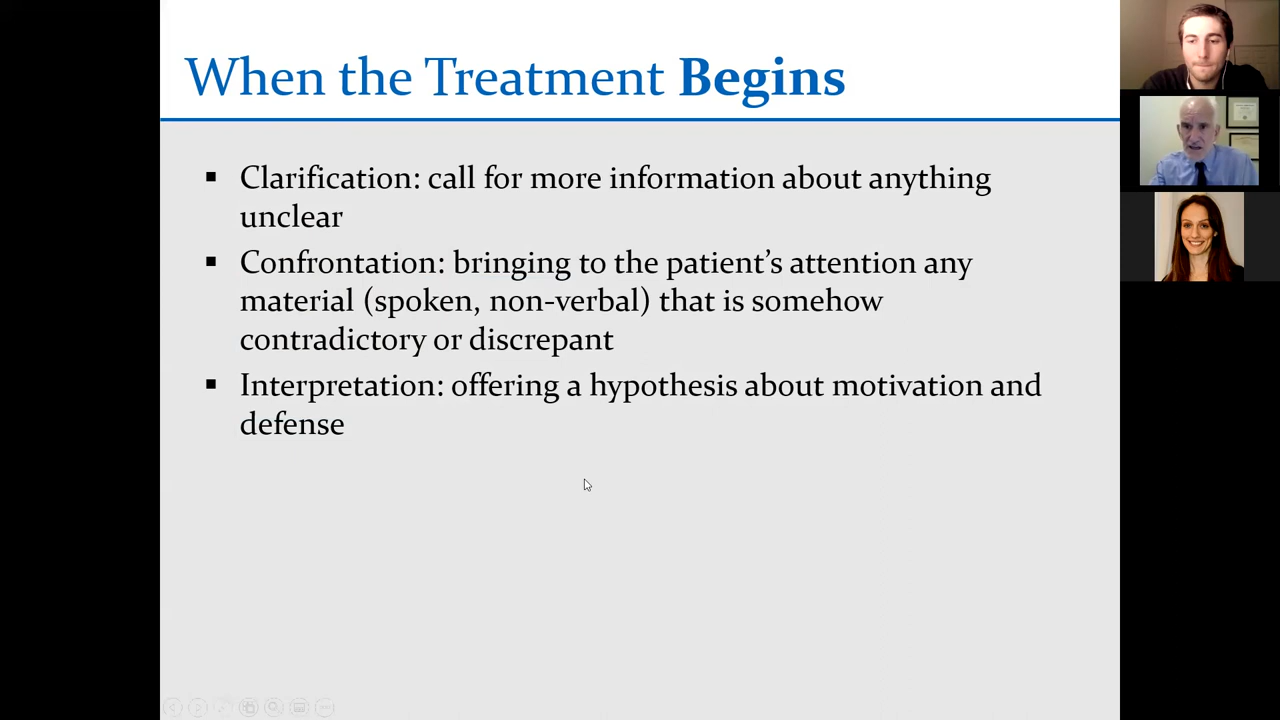 When the Treatment Begins
▪ Clarification: call for more information about anything
unclear
▪ Confrontation: bringing to the patient’s attention any
material (spoken, non-verbal) that is somehow
contradictory or discrepant
▪ Interpretation: offering a hypothesis about motivation and
defense